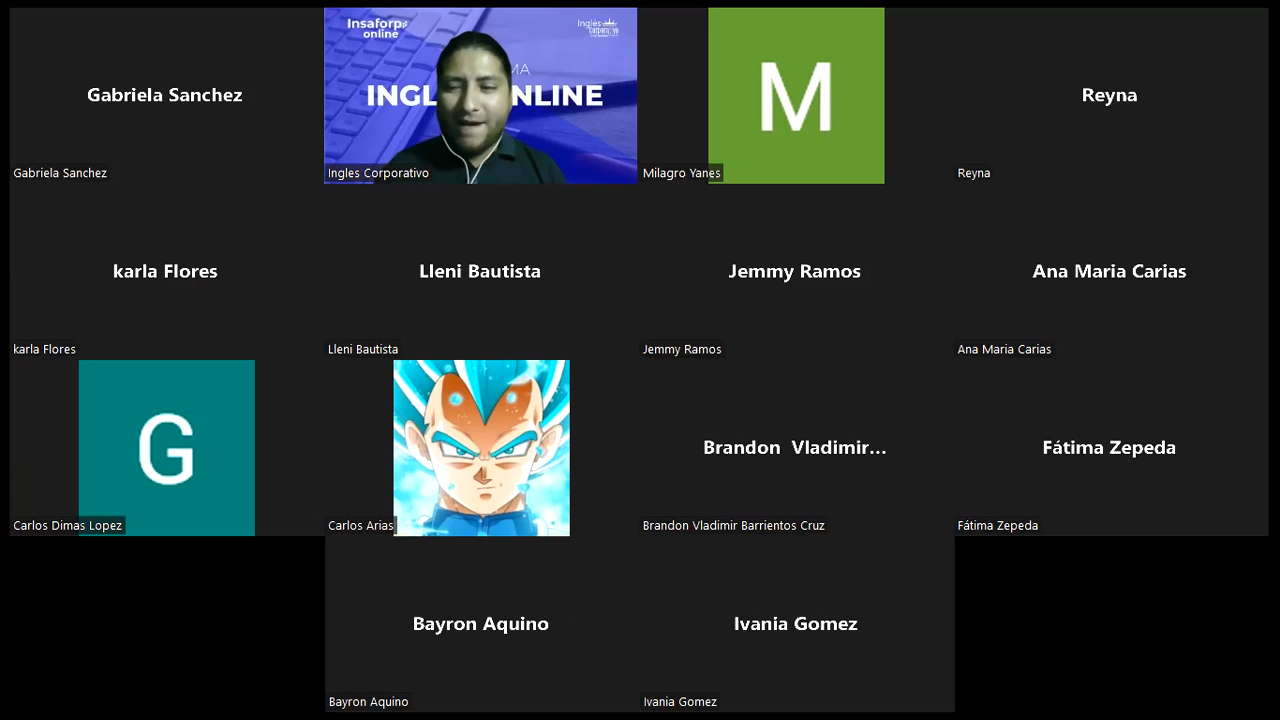 Gabriela Sanchez
Gabriela Sanchez
Insaforp
online
Inglés
MA
INGL NLINE
Ingles Corporativo
M
Milagro Yanes
Reyna
Reyna
karla Flores
karla Flores
Lleni Bautista
Lleni Bautista
Jemmy Ramos
Jemmy Ramos
Ana Maria Carias
Ana Maria Carias
G
Carlos Dimas Lopez
Carlos Arias
Brandon Vladimir...
Brandon Vladimir Barrientos Cruz
Fátima Zepeda
Fátima Zepeda
Bayron Aquino
Bayron Aquino
Ivania Gomez
Ivania Gomez